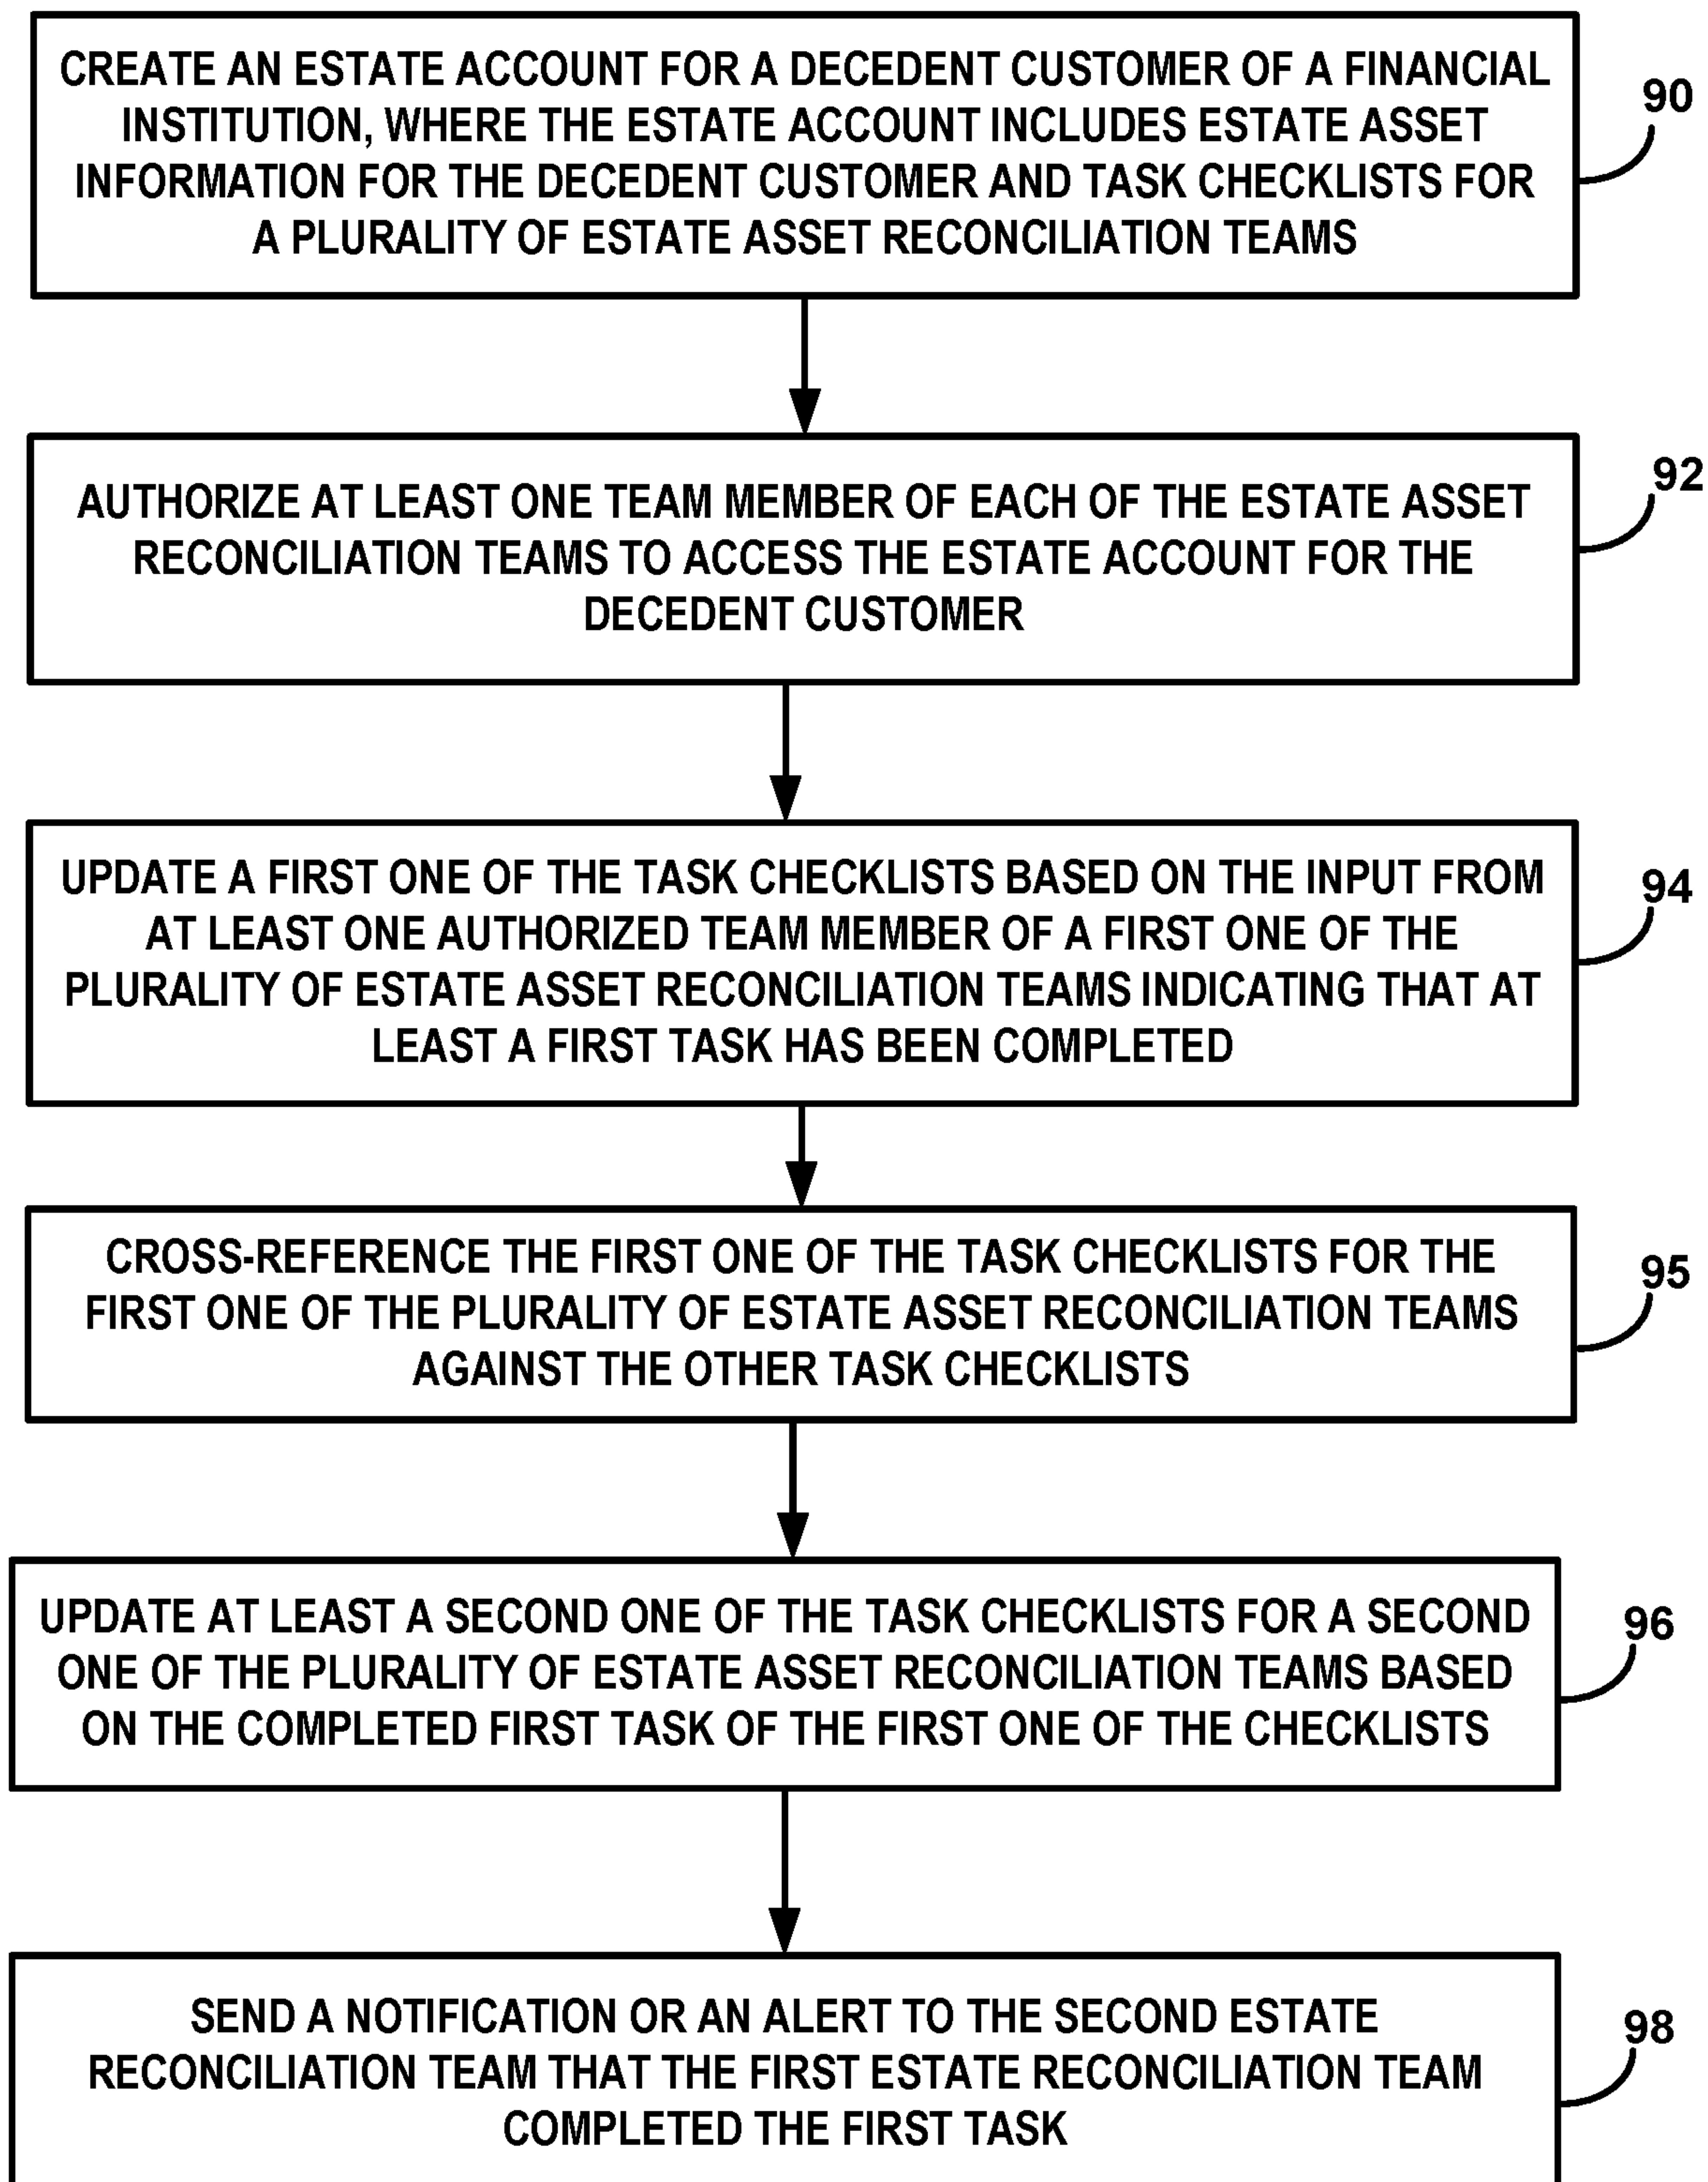 CREATE AN ESTATE ACCOUNT FOR A DECEDENT CUSTOMER OF A FINANCIAL
INSTITUTION, WHERE THE ESTATE ACCOUNT INCLUDES ESTATE ASSET
INFORMATION FOR THE DECEDENT CUSTOMER AND TASK CHECKLISTS FOR
A PLURALITY OF ESTATE ASSET RECONCILIATION TEAMS
90
AUTHORIZE AT LEAST ONE TEAM MEMBER OF EACH OF THE ESTATE ASSET
RECONCILIATION TEAMS TO ACCESS THE ESTATE ACCOUNT FOR THE
DECEDENT CUSTOMER
92
UPDATE A FIRST ONE OF THE TASK CHECKLISTS BASED ON THE INPUT FROM
AT LEAST ONE AUTHORIZED TEAM MEMBER OF A FIRST ONE OF THE
PLURALITY OF ESTATE ASSET RECONCILIATION TEAMS INDICATING THAT AT
LEAST A FIRST TASK HAS BEEN COMPLETED
94
CROSS-REFERENCE THE FIRST ONE OF THE TASK CHECKLISTS FOR THE
FIRST ONE OF THE PLURALITY OF ESTATE ASSET RECONCILIATION TEAMS
AGAINST THE OTHER TASK CHECKLISTS
95
UPDATE AT LEAST A SECOND ONE OF THE TASK CHECKLISTS FOR A SECOND
ONE OF THE PLURALITY OF ESTATE ASSET RECONCILIATION TEAMS BASED
ON THE COMPLETED FIRST TASK OF THE FIRST ONE OF THE CHECKLISTS
96
SEND A NOTIFICATION OR AN ALERT TO THE SECOND ESTATE
RECONCILIATION TEAM THAT THE FIRST ESTATE RECONCILIATION TEAM
COMPLETED THE FIRST TASK
98